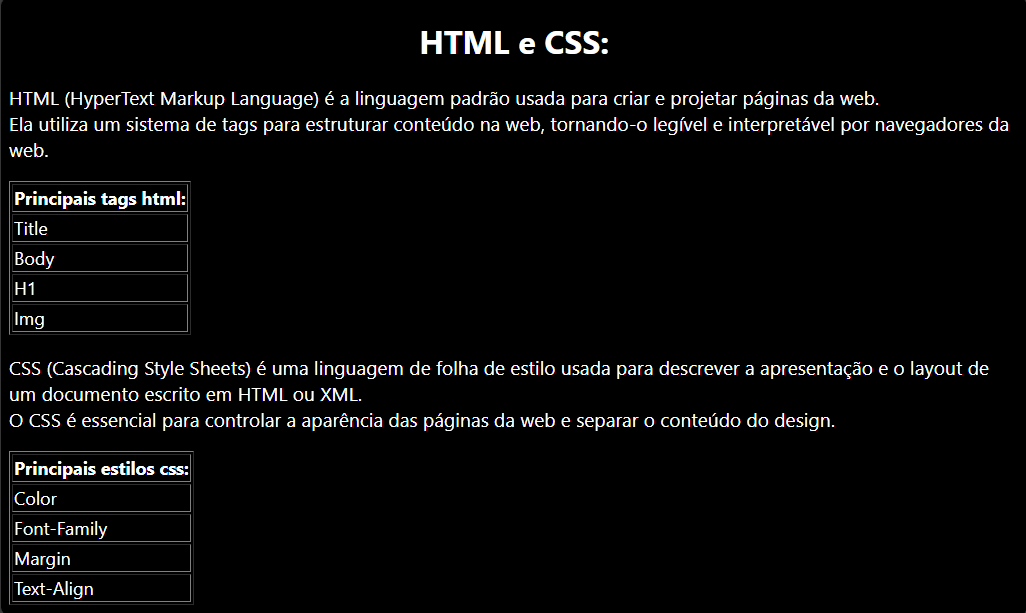 HTML e CSS:
HTML (HyperText Markup Language) é a linguagem padrão usada para criar e projetar páginas da web.
Ela utiliza um sistema de tags para estruturar conteúdo na web, tornando-o legível e interpretável por navegadores da
web.
Principais tags html:
Title
Body
H1
Img
CSS (Cascading Style Sheets) é uma linguagem de folha de estilo usada para descrever a apresentação e o layout de
um documento escrito em HTML ou XML.
O CSS é essencial para controlar a aparência das páginas da web e separar o conteúdo do design.
Principais estilos css:
Color
Font-Family
Margin
Text-Align